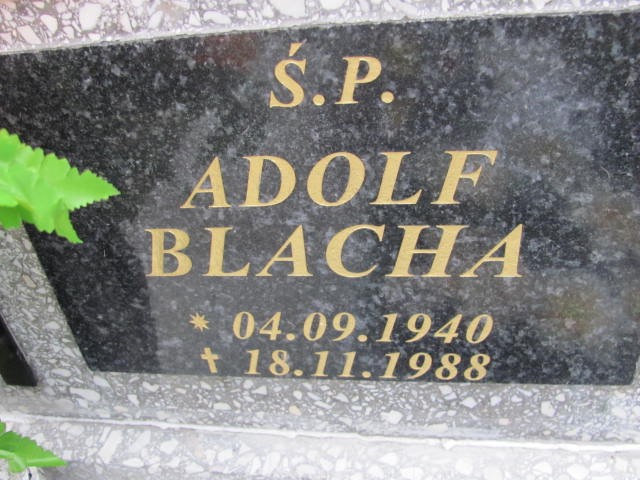 Ś.P.
ADOLF
BLACHA
* 04.09.1940
✝ 18.11.1988